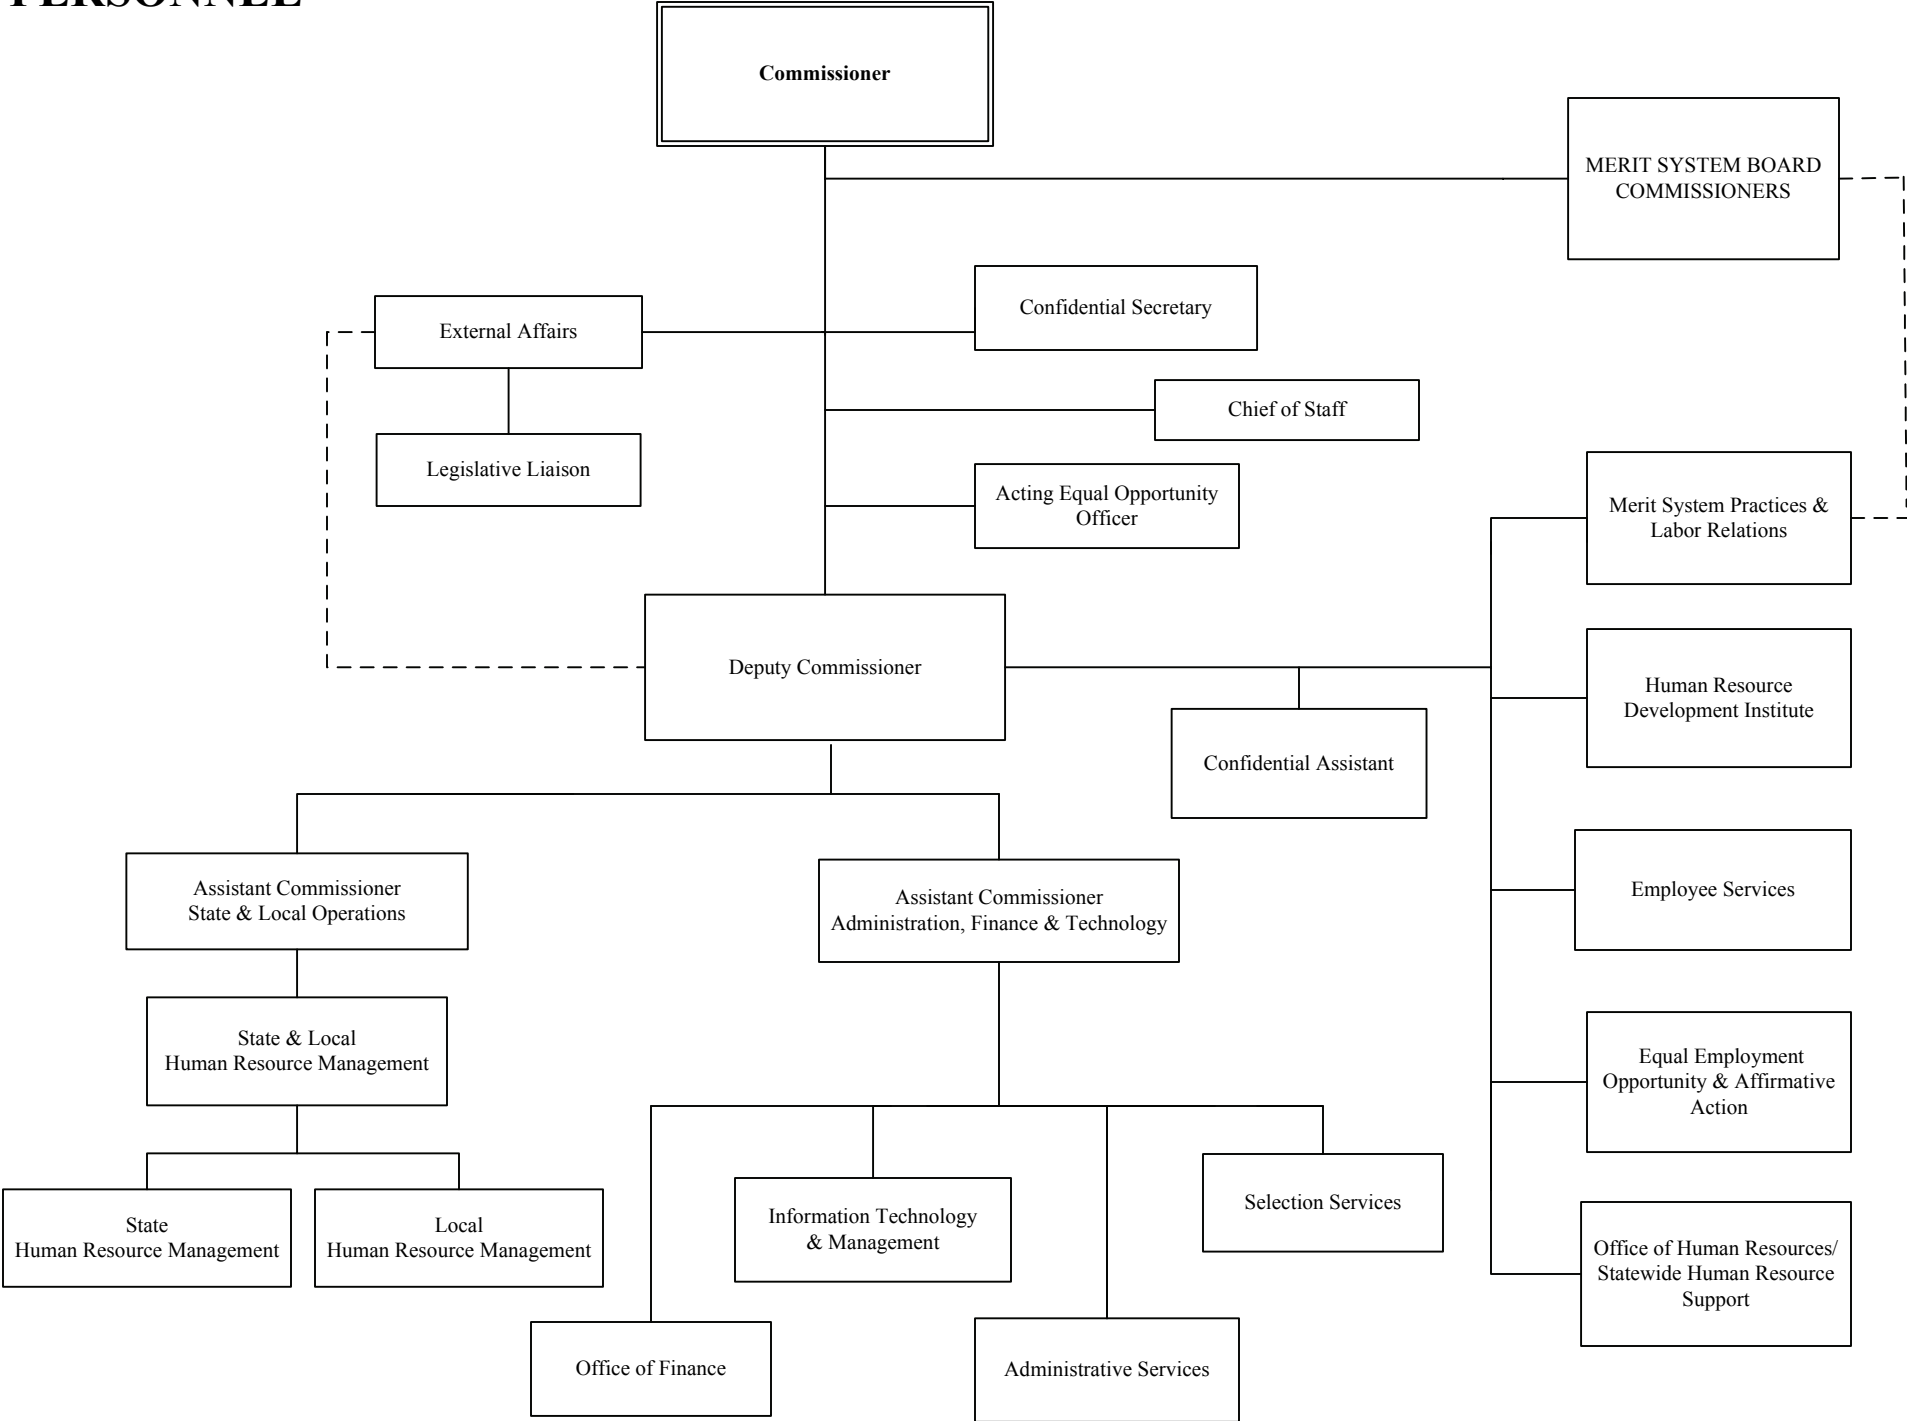 PERSONNEL
Commissioner
MERIT SYSTEM BOARD
COMMISSIONERS
Confidential Secretary
External Affairs
Chief of Staff
Legislative Liaison
Acting Equal Opportunity
Officer
Merit System Practices &
Labor Relations
Deputy Commissioner
Human Resource
Development Institute
Confidential Assistant
Assistant Commissioner
State & Local Operations
Assistant Commissioner
Administration, Finance & Technology
Employee Services
State & Local
Human Resource Management
Equal Employment
Opportunity & Affirmative
Action
State
Human Resource Management
Local
Human Resource Management
Information Technology
& Management
Selection Services
Office of Human Resources/
Statewide Human Resource
Support
Office of Finance
Administrative Services